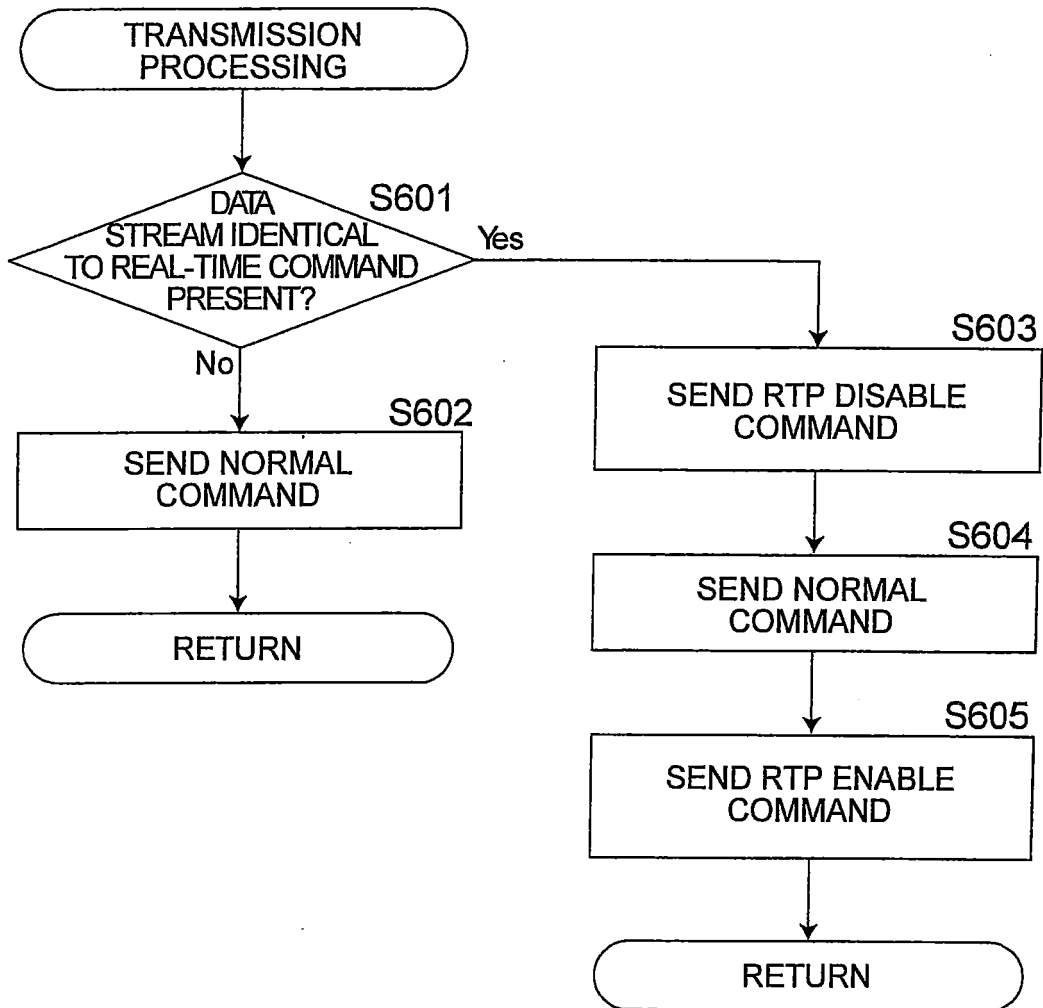 TRANSMISSION
PROCESSING
S601
DATA
STREAM IDENTICAL
TO REAL-TIME COMMAND
PRESENT?
Yes
No
S602
SEND NORMAL
COMMAND
RETURN
S603
SEND RTP DISABLE
COMMAND
S604
SEND NORMAL
COMMAND
S605
SEND RTP ENABLE
COMMAND
RETURN